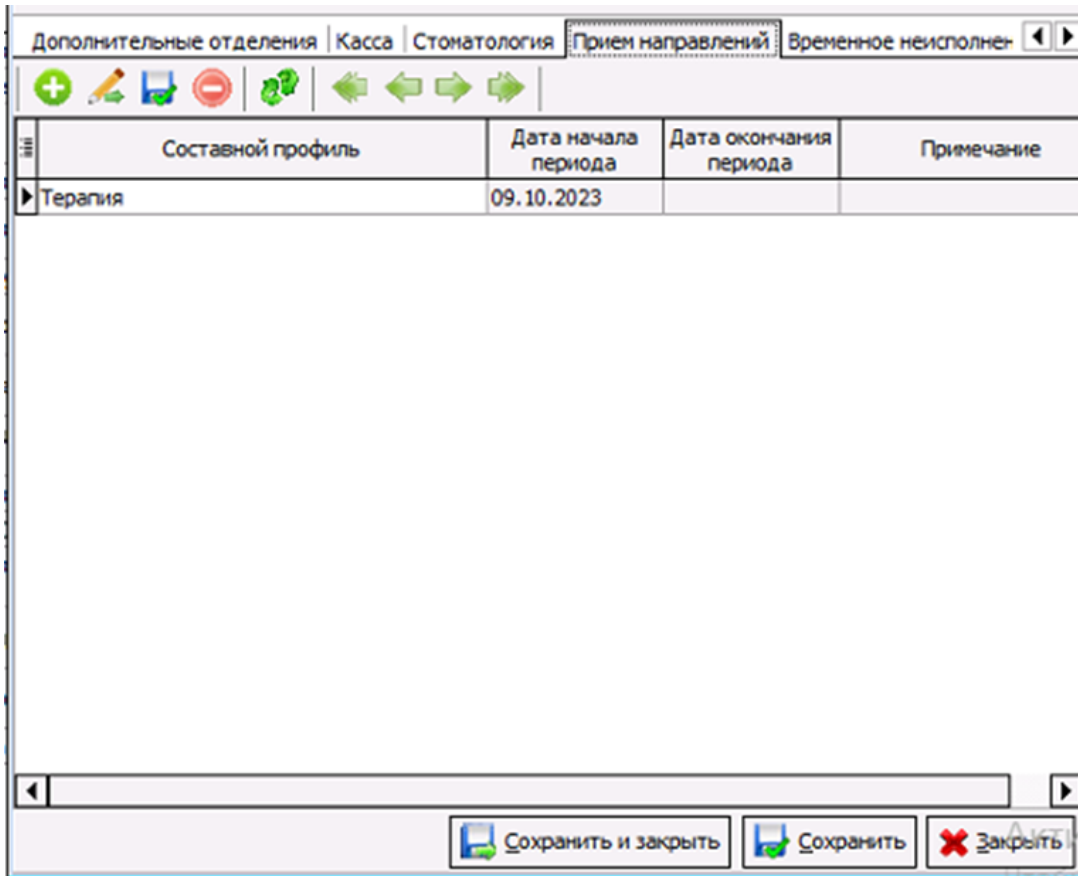 Дополнительные отделения Касса Стоматология Прием направлений Временное неисполнен
Составной профиль Дата начала периода Дата окончания периода Примечание
Терапия 09.10.2023
Сохранить и закрыть Сохранить Закрыть